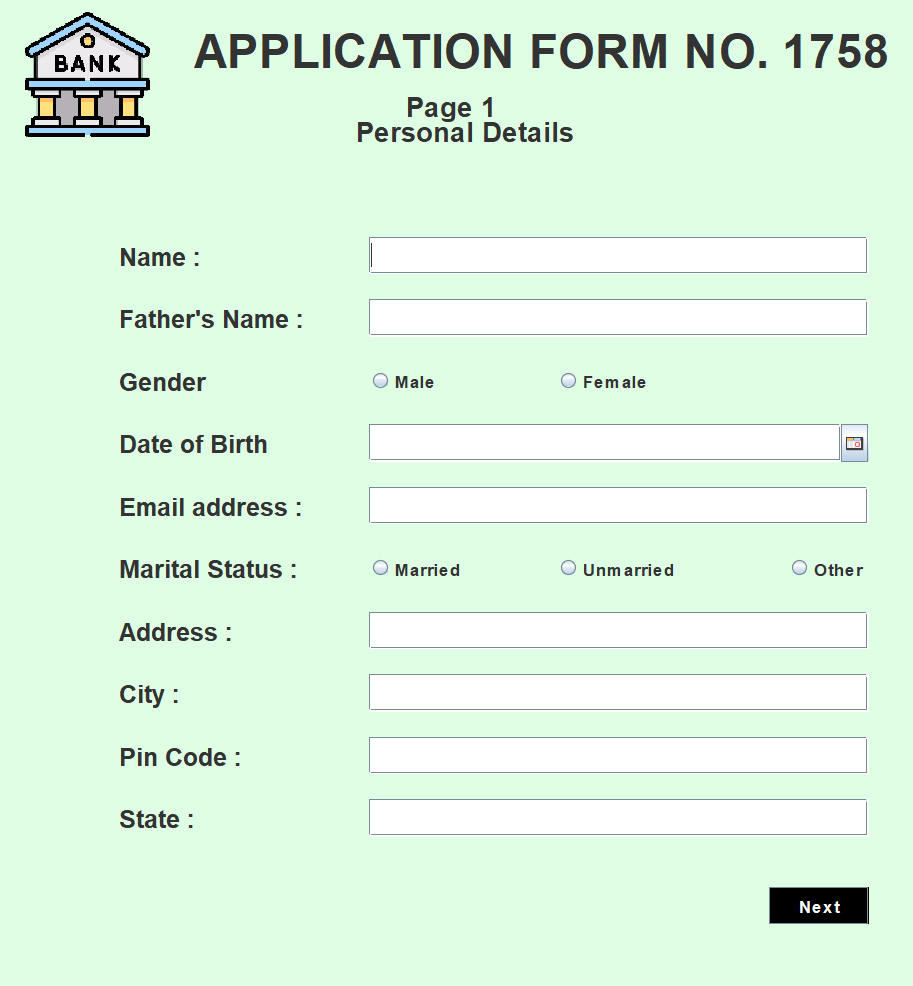 BANK
APPLICATION FORM NO. 1758
Page 1
Personal Details
Name :
Father's Name :
Gender Male Female
Date of Birth
Email address :
Marital Status : Married Unmarried Other
Address :
City :
Pin Code :
State :
Next